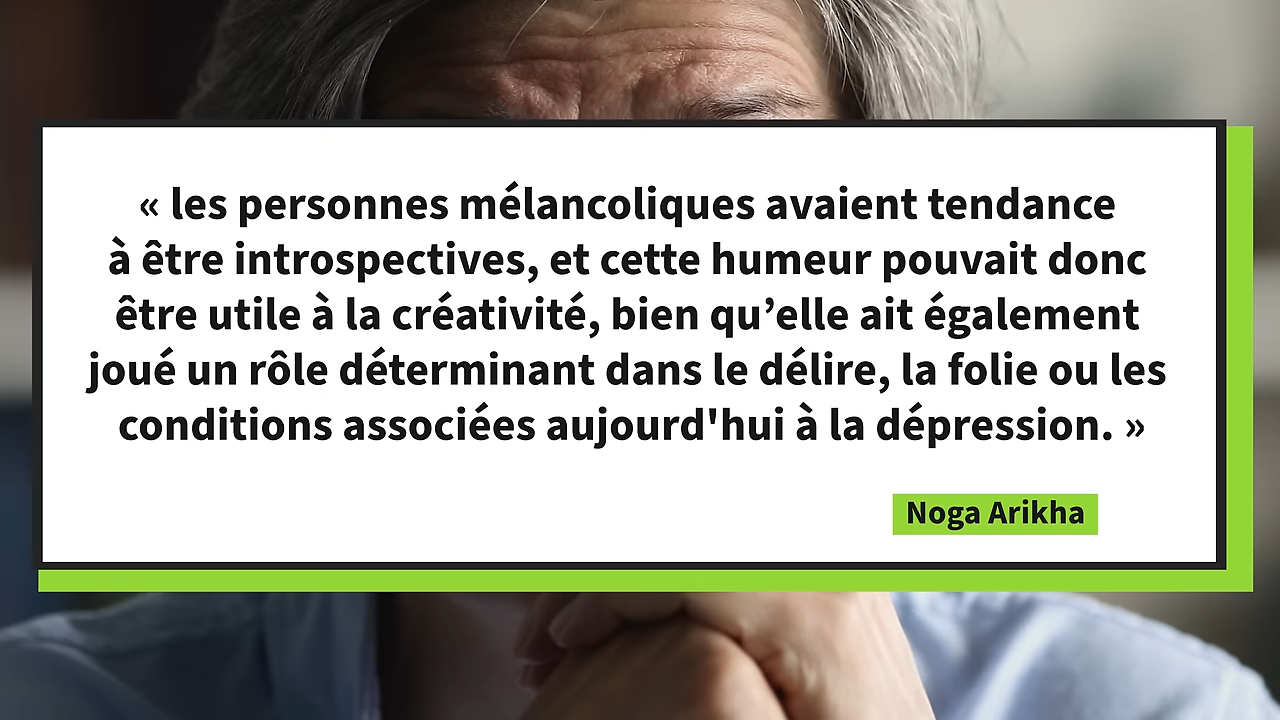 « les personnes mélancoliques avaient tendance
à être introspectives, et cette humeur pouvait donc
être utile à la créativité, bien qu’elle ait également
joué un rôle déterminant dans le délire, la folie ou les
conditions associées aujourd'hui à la dépression. »
Noga Arikha